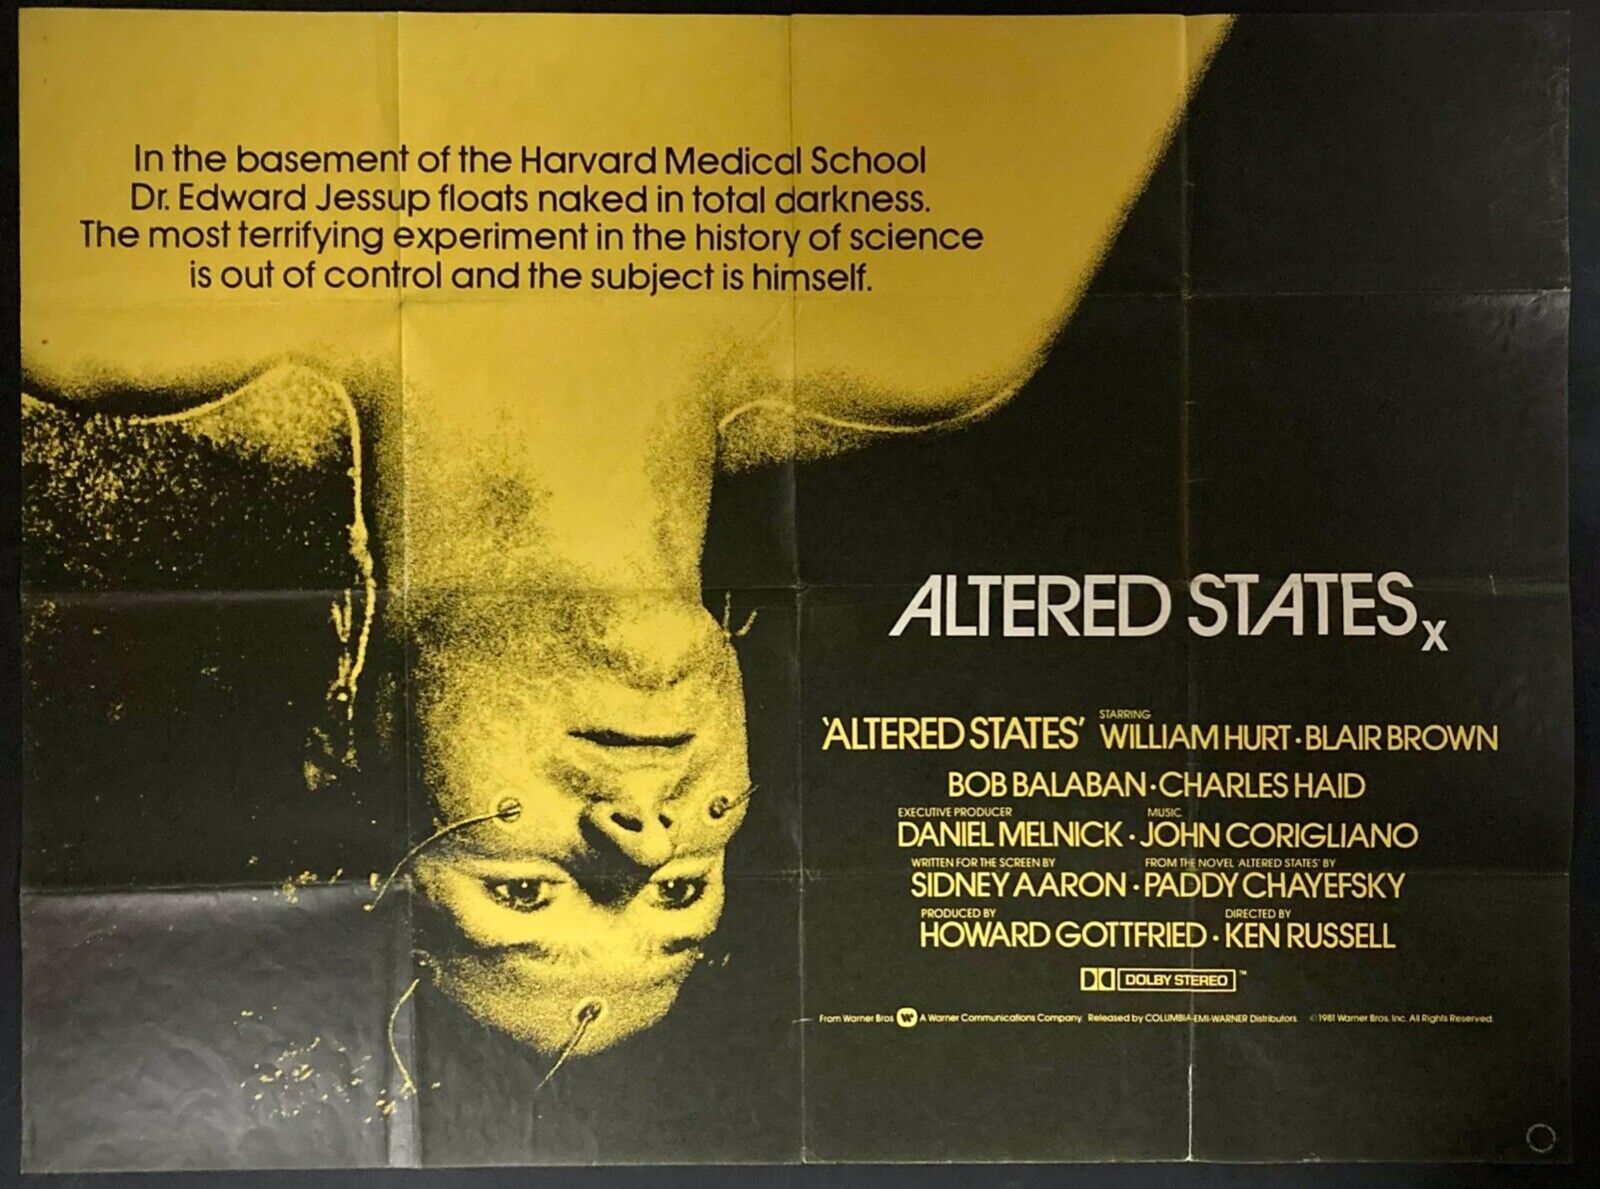 In the basement of the Harvard Medical School
Dr. Edward Jessup floats naked in total darkness.
The most terrifying experiment in the history of science
is out of control and the subject is himself.
ALTERED STATES x
'ALTERED STATES' STARRING WILLIAM HURT · BLAIR BROWN
BOB BALABAN · CHARLES HAID
EXECUTIVE PRODUCER MUSIC
DANIEL MELNICK · JOHN CORIGLIANO
WRITTEN FOR THE SCREEN BY FROM THE NOVEL 'ALTERED STATES' BY
SIDNEY AARON · PADDY CHAYEFSKY
PRODUCED BY DIRECTED BY
HOWARD GOTTFRIED · KEN RUSSELL
DOLBY STEREO ™
From Warner Bros W A Warner Communications Company. Released by COLUMBIA-EMI-WARNER Distributors. ©1981 Warner Bros. Inc. All Rights Reserved.